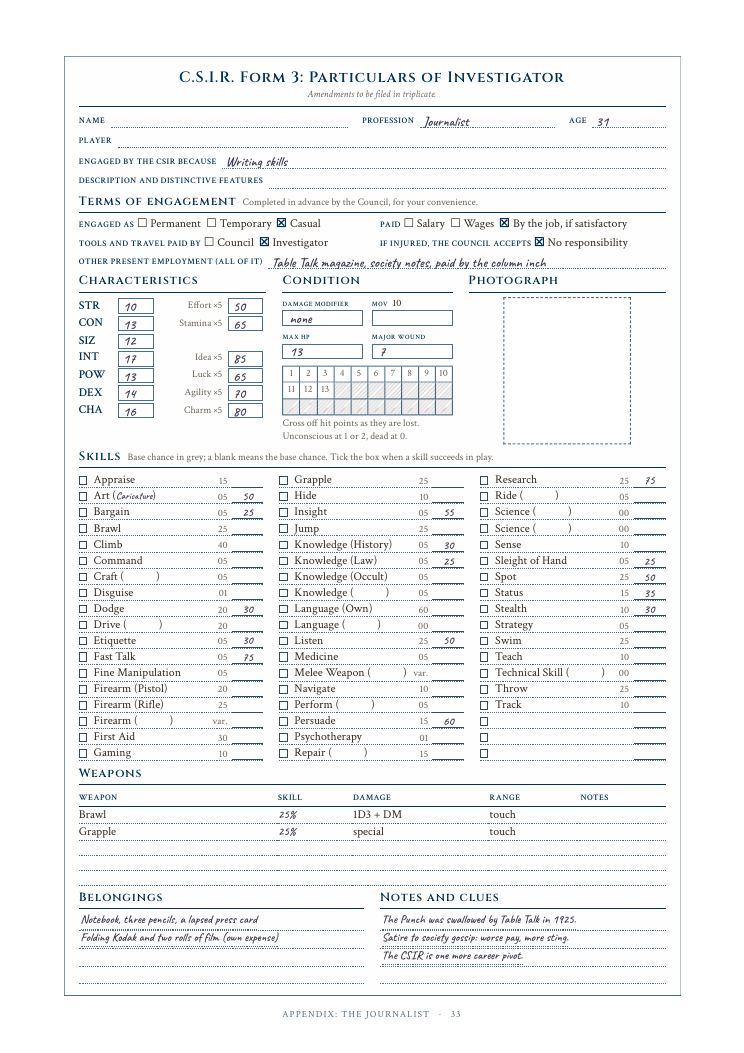 C.S.I.R. Form 3: Particulars of Investigator
Amendments to be filed in triplicate.
NAME PROFESSION Journalist AGE 31
PLAYER
ENGAGED BY THE CSIR BECAUSE Writing skills
DESCRIPTION AND DISTINCTIVE FEATURES
Terms of engagement Completed in advance by the Council, for your convenience.
ENGAGED AS ☐ Permanent ☐ Temporary ☒ Casual PAID ☐ Salary ☐ Wages ☒ By the job, if satisfactory
TOOLS AND TRAVEL PAID BY ☐ Council ☒ Investigator IF INJURED, THE COUNCIL ACCEPTS ☒ No responsibility
OTHER PRESENT EMPLOYMENT (ALL OF IT) Table Talk magazine, society notes, paid by the column inch
Characteristics Condition Photograph
STR 10 Effort ×5 50
CON 13 Stamina ×5 65
SIZ 12
INT 17 Idea ×5 85
POW 13 Luck ×5 65
DEX 14 Agility ×5 70
CHA 16 Charm ×5 80
DAMAGE MODIFIER MOV 10
none
MAX HP MAJOR WOUND
13 7
1 2 3 4 5 6 7 8 9 10
11 12 13
Cross off hit points as they are lost.
Unconscious at 1 or 2, dead at 0.
Skills Base chance in grey; a blank means the base chance. Tick the box when a skill succeeds in play.
☐ Appraise 15
☐ Art (Caricature) 05 50
☐ Bargain 05 25
☐ Brawl 25
☐ Climb 40
☐ Command 05
☐ Craft ( ) 05
☐ Disguise 01
☐ Dodge 20 30
☐ Drive ( ) 20
☐ Etiquette 05 30
☐ Fast Talk 05 75
☐ Fine Manipulation 05
☐ Firearm (Pistol) 20
☐ Firearm (Rifle) 25
☐ Firearm ( ) var.
☐ First Aid 30
☐ Gaming 10
☐ Grapple 25
☐ Hide 10
☐ Insight 05 55
☐ Jump 25
☐ Knowledge (History) 05 30
☐ Knowledge (Law) 05 25
☐ Knowledge (Occult) 05
☐ Knowledge ( ) 05
☐ Language (Own) 60
☐ Language ( ) 00
☐ Listen 25 50
☐ Medicine 05
☐ Melee Weapon ( ) var.
☐ Navigate 10
☐ Perform ( ) 05
☐ Persuade 15 60
☐ Psychotherapy 01
☐ Repair ( ) 15
☐ Research 25 75
☐ Ride ( ) 05
☐ Science ( ) 00
☐ Science ( ) 00
☐ Sense 10
☐ Sleight of Hand 05 25
☐ Spot 25 50
☐ Status 15 35
☐ Stealth 10 30
☐ Strategy 05
☐ Swim 25
☐ Teach 10
☐ Technical Skill ( ) 00
☐ Throw 25
☐ Track 10
☐
☐
☐
Weapons
WEAPON SKILL DAMAGE RANGE NOTES
Brawl 25% 1D3 + DM touch
Grapple 25% special touch
Belongings
Notebook, three pencils, a lapsed press card
Folding Kodak and two rolls of film (own expense)
Notes and clues
The Punch was swallowed by Table Talk in 1925.
Satire to society gossip: worse pay, more sting.
The CSIR is one more career pivot.
APPENDIX: THE JOURNALIST · 33